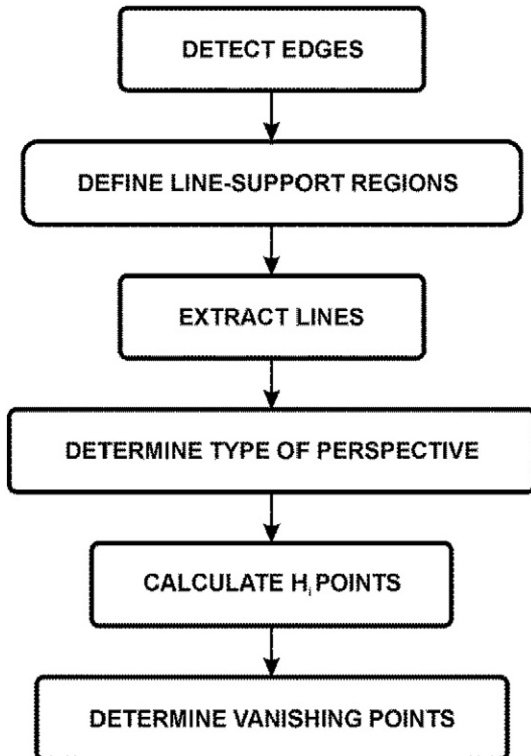 DETECT EDGES
DEFINE LINE-SUPPORT REGIONS
EXTRACT LINES
DETERMINE TYPE OF PERSPECTIVE
CALCULATE Hᵢ POINTS
DETERMINE VANISHING POINTS